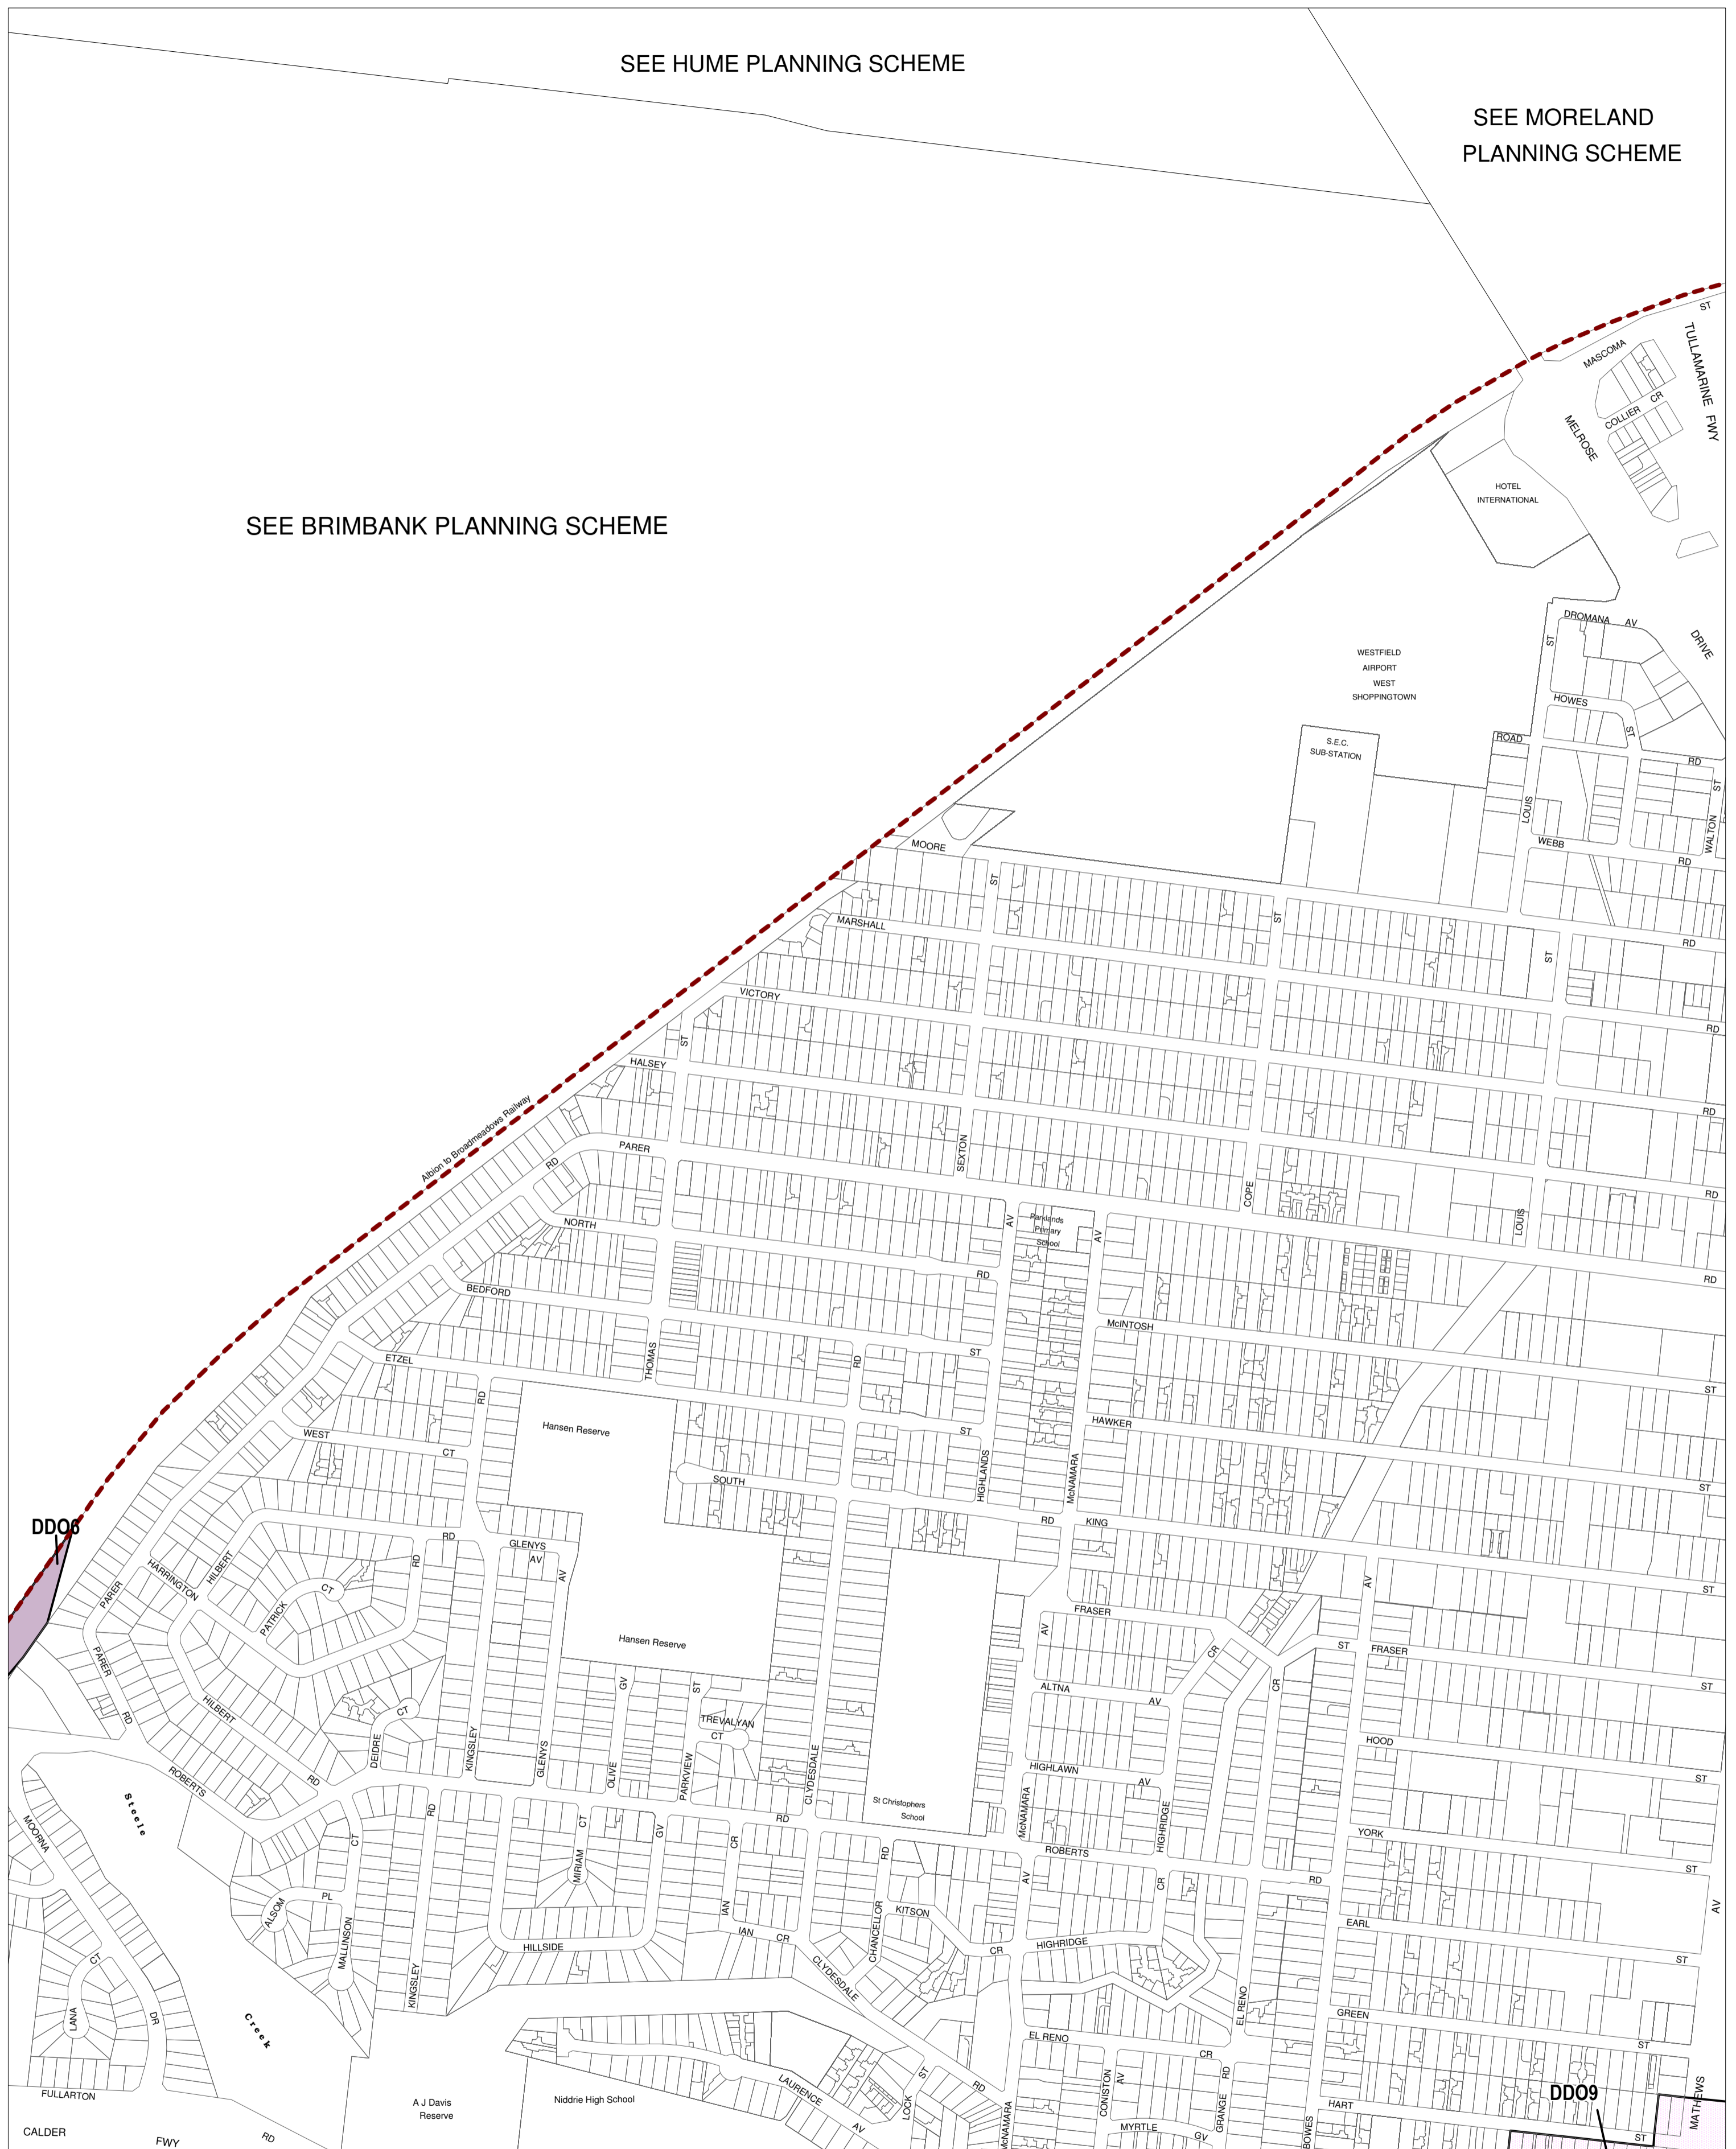 SEE HUME PLANNING SCHEME
SEE MORELAND
PLANNING SCHEME
ST
MASCOMA
TULLAMARINE FWY
COLLIER CR
MELROSE
HOTEL
INTERNATIONAL
SEE BRIMBANK PLANNING SCHEME
DROMANA AV
ST
DRIVE
WESTFIELD
AIRPORT
WEST
SHOPPINGTOWN
HOWES
ST
S.E.C.
SUB-STATION
ROAD
RD
ST
LOUIS
WALTON
MOORE
WEBB
RD
ST
MARSHALL
ST
RD
ST
VICTORY
RD
ST
HALSEY
Albion to Broadmeadows Railway
RD
PARER
RD
SEXTON
COPE
RD
NORTH
AV
Parklands
Primary
School
AV
LOUIS
RD
RD
BEDFORD
McINTOSH
THOMAS
ST
ETZEL
RD
RD
ST
Hansen Reserve
HAWKER
WEST
CT
ST
SOUTH
HIGHLANDS
McNAMARA
ST
DDO6
RD
KING
RD
GLENYS
AV
RD
AV
HARRINGTON
HILBERT
CT
PARER
PATRICK
AV
ST
FRASER
AV
Hansen Reserve
CR
ST
FRASER
PARER
GV
ST
CR
ALTNA
AV
ST
HILBERT
CT
TREVALYAN
CT
RD
DEIDRE
KINGSLEY
GLENYS
OLIVE
PARKVIEW
CLYDESDALE
HOOD
HIGHLAWN
AV
ST
ROBERTS
RD
Steele
MOORNA
RD
St Christophers
School
McNAMARA
HIGHRIDGE
CT
CT
GV
CR
RD
RD
ROBERTS
YORK
ST
MIRIAM
AV
CR
RD
PL
ALSOM
IAN
KITSON
CHANCELLOR
AV
MALLINSON
HILLSIDE
IAN CR
CR
HIGHRIDGE
EARL
ST
CT
CLYDESDALE
KINGSLEY
LANA
DR
Creek
EL RENO
GREEN
EL RENO
CR
ST
FULLARTON
A J Davis
Reserve
Niddrie High School
LAURENCE
AV
LOCK
ST
RD
McNAMARA
CONISTON
AV
GRANGE
RD
BOWES
HART
ST
DDO9
MATHEWS
MYRTLE
GV
CALDER
FWY
RD